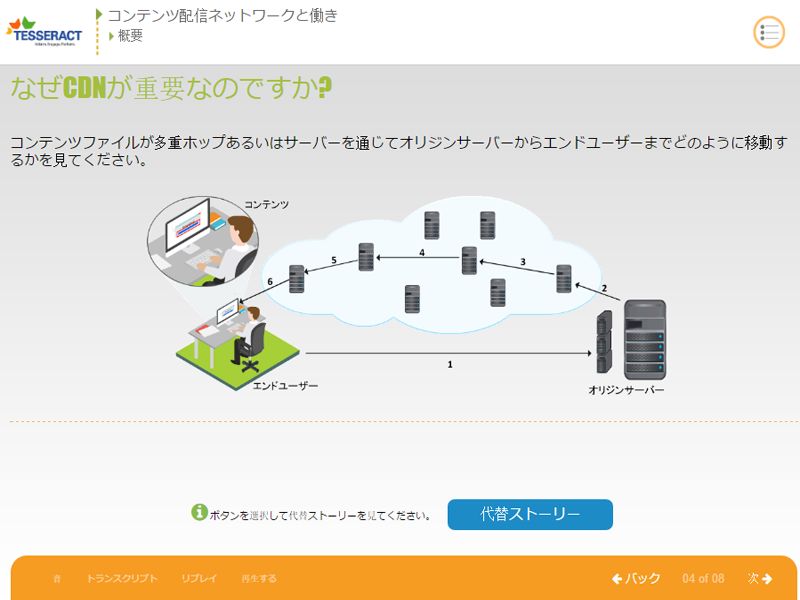 TESSERACT
コンテンツ配信ネットワークと働き
概要
なぜCDNが重要なのですか?
コンテンツファイルが多重ホップあるいはサーバーを通じてオリジンサーバーからエンドユーザーまでどのように移動す
るかを見てください。
コンテンツ
6
5
4
3
2
1
エンドユーザー
オリジンサーバー
ボタンを選択して代替ストーリーを見てください。
代替ストーリー
音 トランスクリプト リプレイ 再生する
バック 04 of 08 次